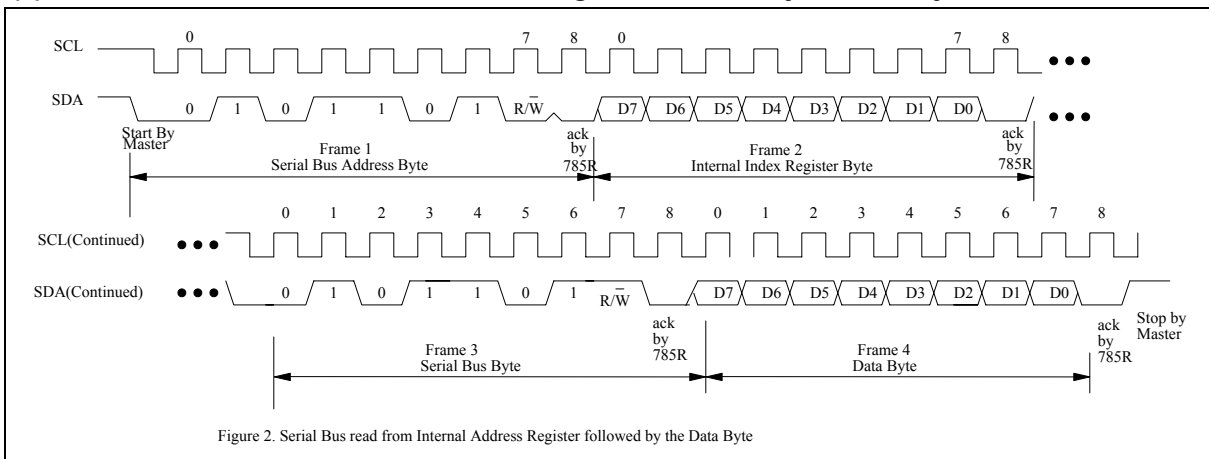 0 7 8 0 7 8
SCL
SDA
0 1 0 1 1 0 1 R/W D7 D6 D5 D4 D3 D2 D1 D0
Start By
Master
ack
by
785R
ack
by
785R
Frame 1
Serial Bus Address Byte
Frame 2
Internal Index Register Byte
0 1 2 3 4 5 6 7 8 0 1 2 3 4 5 6 7 8
SCL(Continued)
SDA(Continued)
0 1 0 1 1 0 1 R/W D7 D6 D5 D4 D3 D2 D1 D0
ack
by
785R
ack
by
785R
Stop by
Master
Frame 3
Serial Bus Byte
Frame 4
Data Byte
Figure 2. Serial Bus read from Internal Address Register followed by the Data Byte